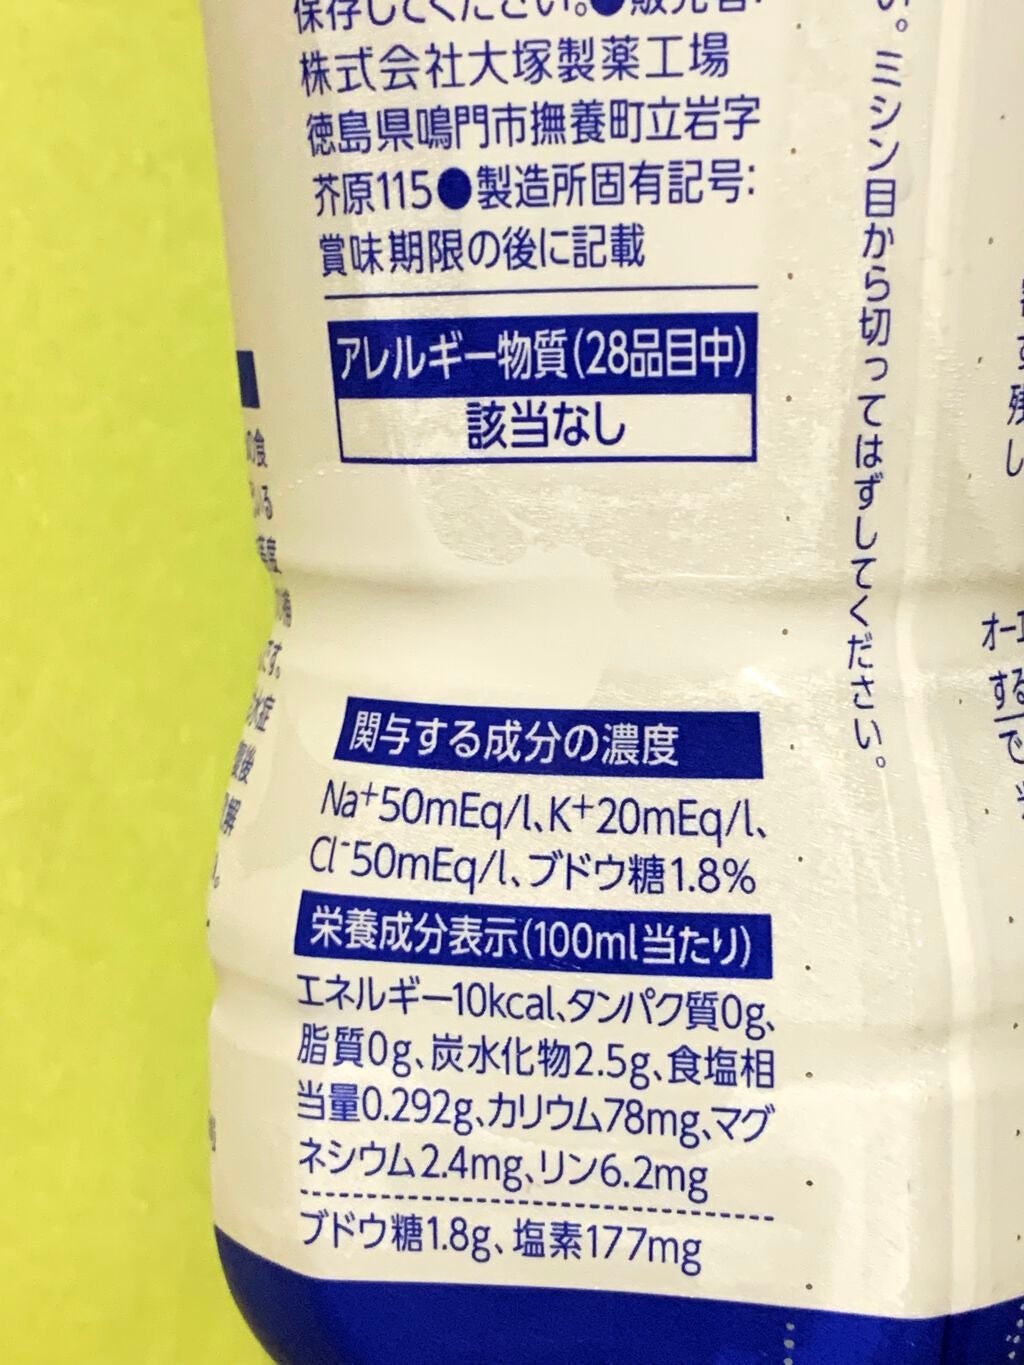 保存してください。●販売者:
株式会社大塚製薬工場
徳島県鳴門市撫養町立岩字
芥原115●製造所固有記号:
賞味期限の後に記載
アレルギー物質(28品目中)
該当なし
関与する成分の濃度
Na⁺50mEq/l、K⁺20mEq/l、
Cl⁻50mEq/l、ブドウ糖1.8%
栄養成分表示(100ml当たり)
エネルギー10kcal、タンパク質0g、
脂質0g、炭水化物2.5g、食塩相
当量0.292g、カリウム78mg、マグ
ネシウム2.4mg、リン6.2mg
ブドウ糖1.8g、塩素177mg
い。ミシン目から切ってはずしてください。